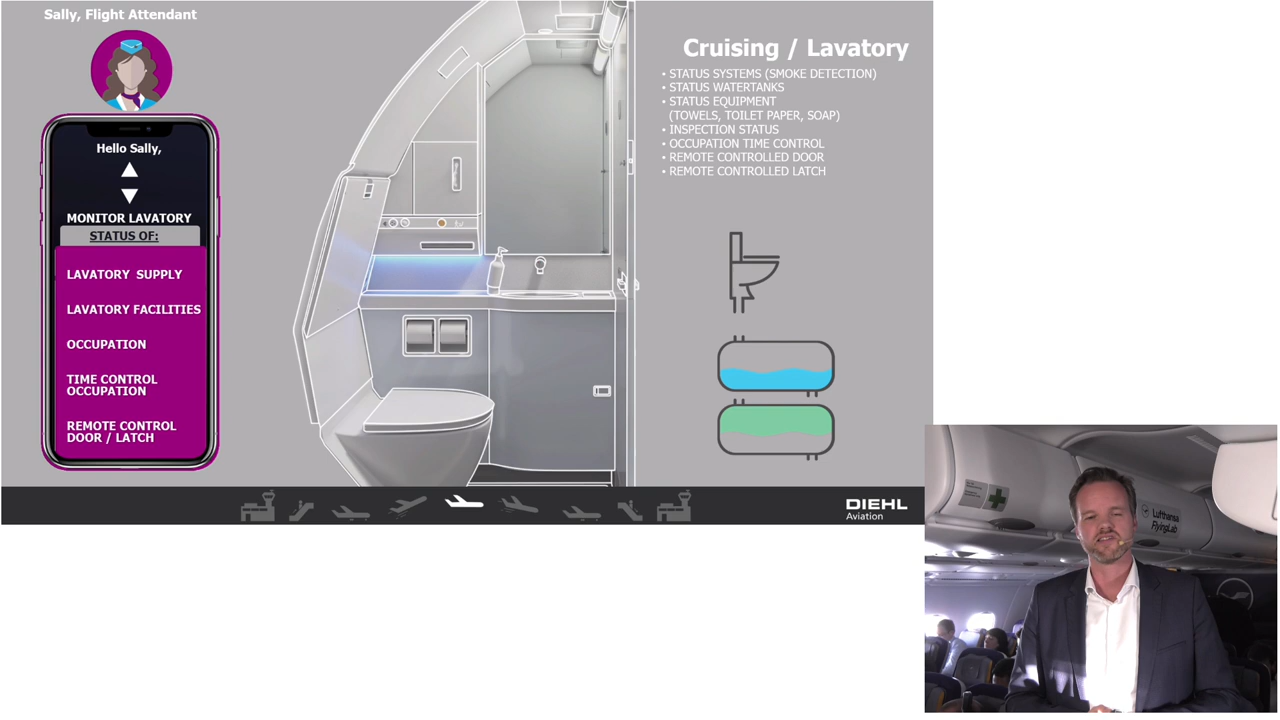 Sally, Flight Attendant
Hello Sally,
MONITOR LAVATORY
STATUS OF:
LAVATORY SUPPLY
LAVATORY FACILITIES
OCCUPATION
TIME CONTROL
OCCUPATION
REMOTE CONTROL
DOOR / LATCH
Cruising / Lavatory
• STATUS SYSTEMS (SMOKE DETECTION)
• STATUS WATERTANKS
• STATUS EQUIPMENT
(TOWELS, TOILET PAPER, SOAP)
• INSPECTION STATUS
• OCCUPATION TIME CONTROL
• REMOTE CONTROLLED DOOR
• REMOTE CONTROLLED LATCH
DIEHL
Aviation
Lufthansa
FlyingLab